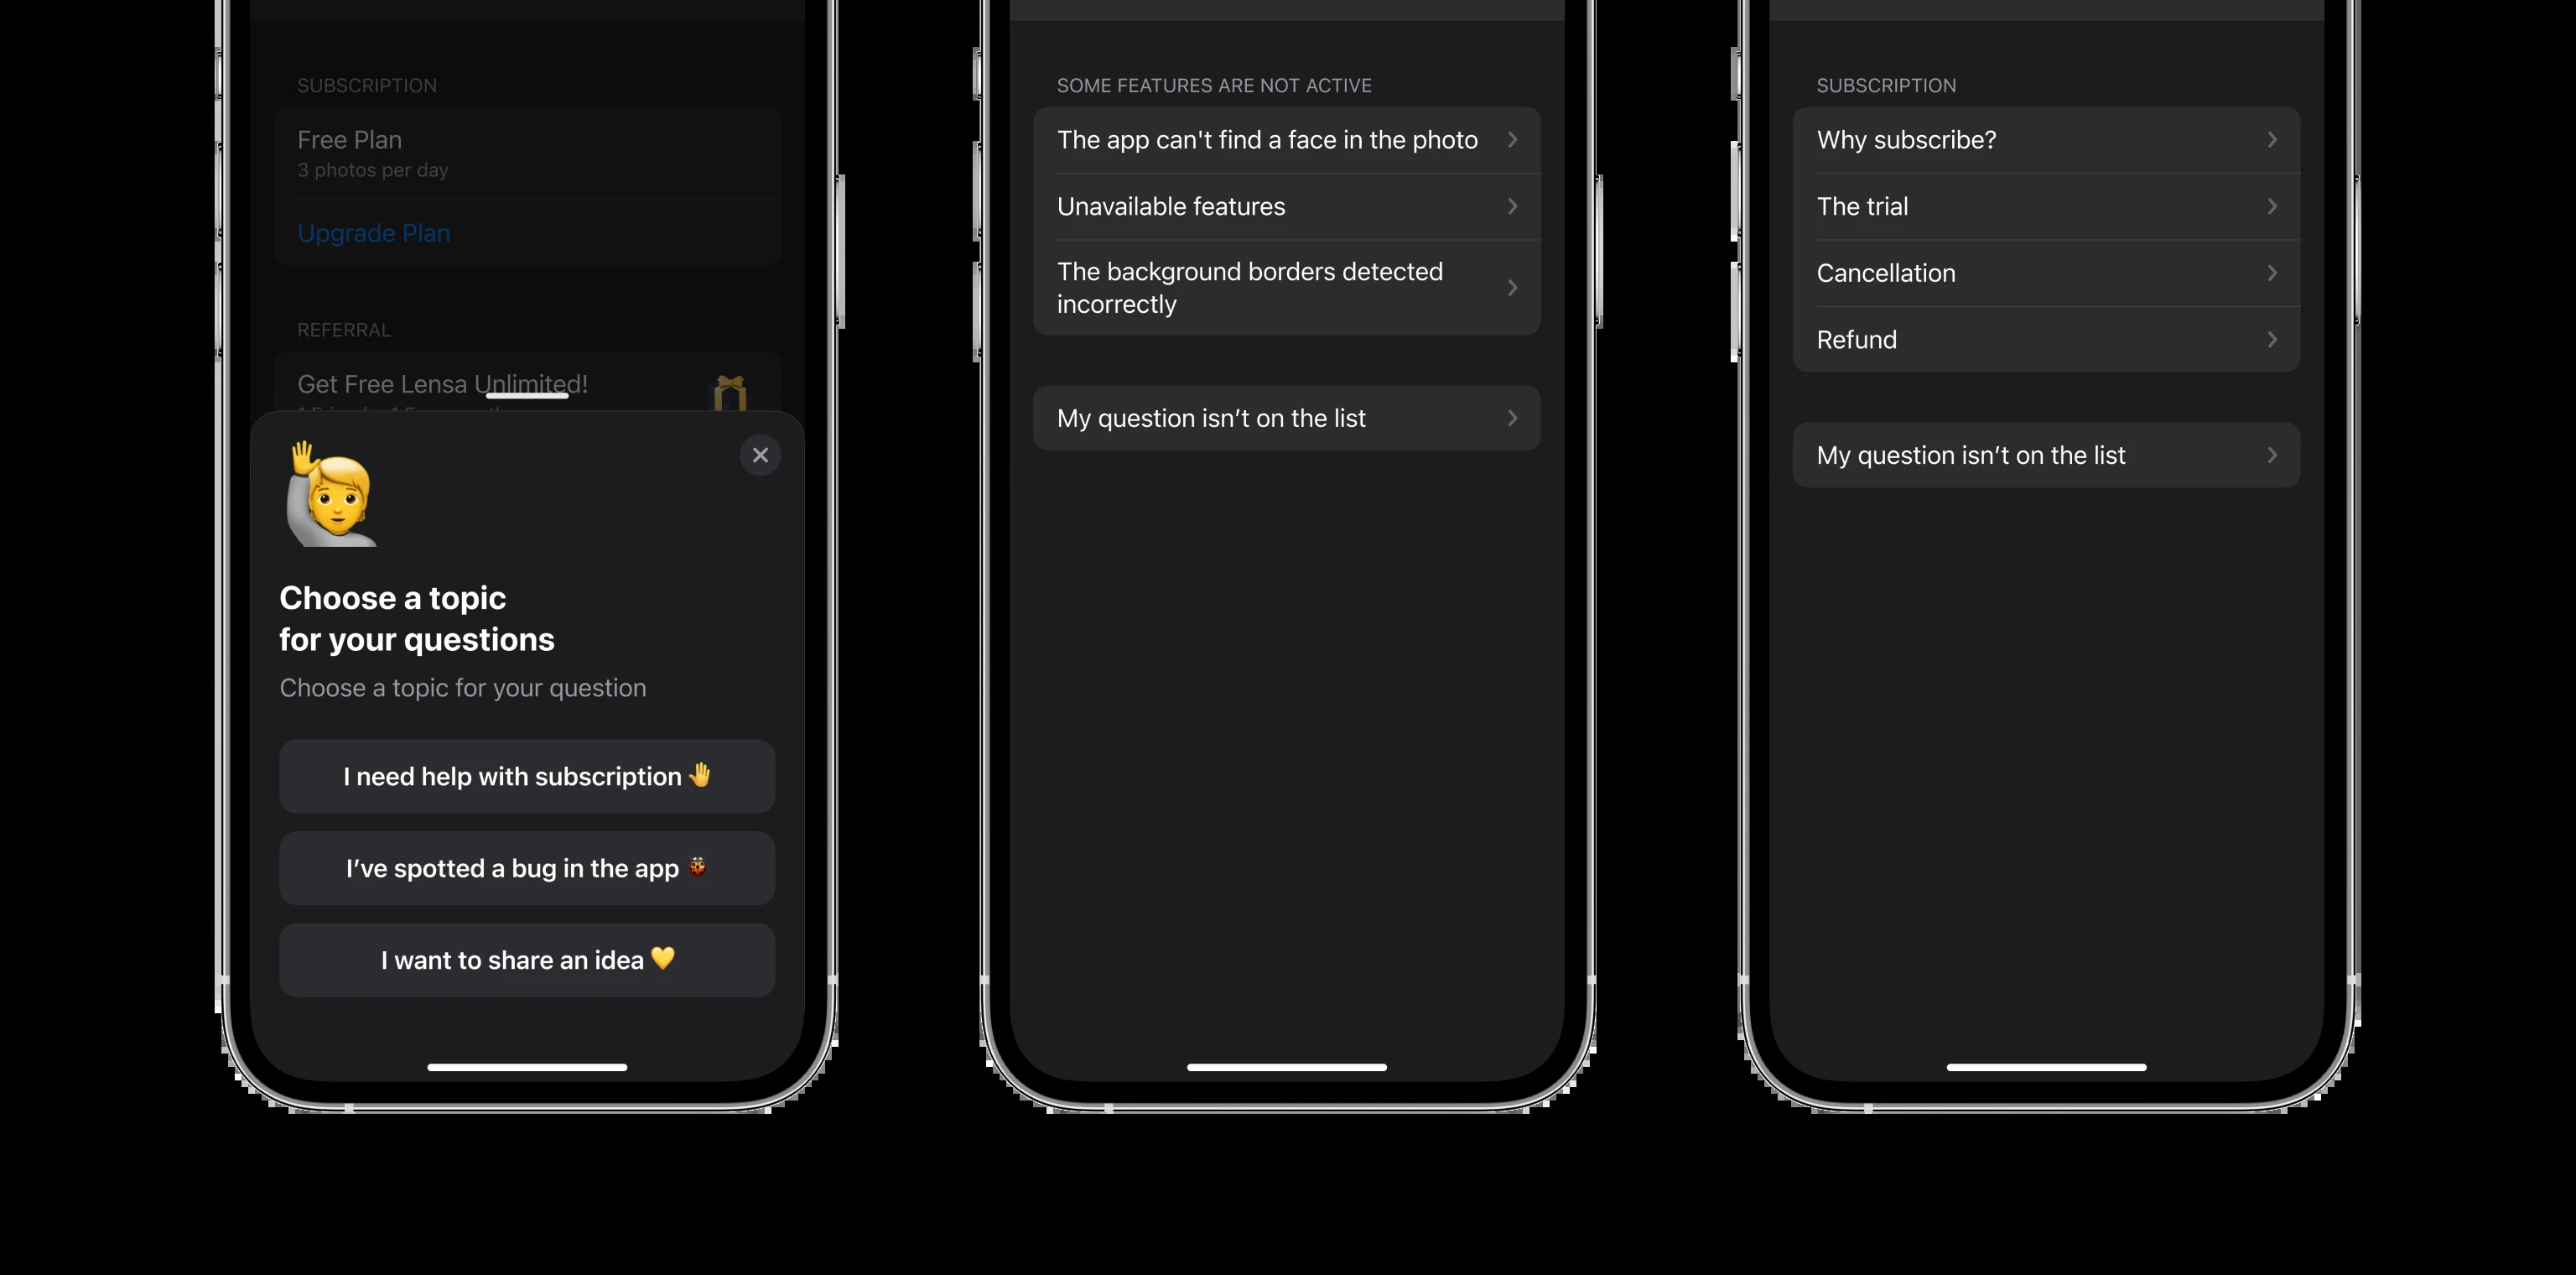 SUBSCRIPTION
Free Plan
3 photos per day
Upgrade Plan
REFERRAL
Get Free Lensa Unlimited!
Choose a topic
for your questions
Choose a topic for your question
I need help with subscription 🤚
I’ve spotted a bug in the app 🐞
I want to share an idea 💛
SOME FEATURES ARE NOT ACTIVE
The app can't find a face in the photo
Unavailable features
The background borders detected
incorrectly
My question isn’t on the list
SUBSCRIPTION
Why subscribe?
The trial
Cancellation
Refund
My question isn’t on the list